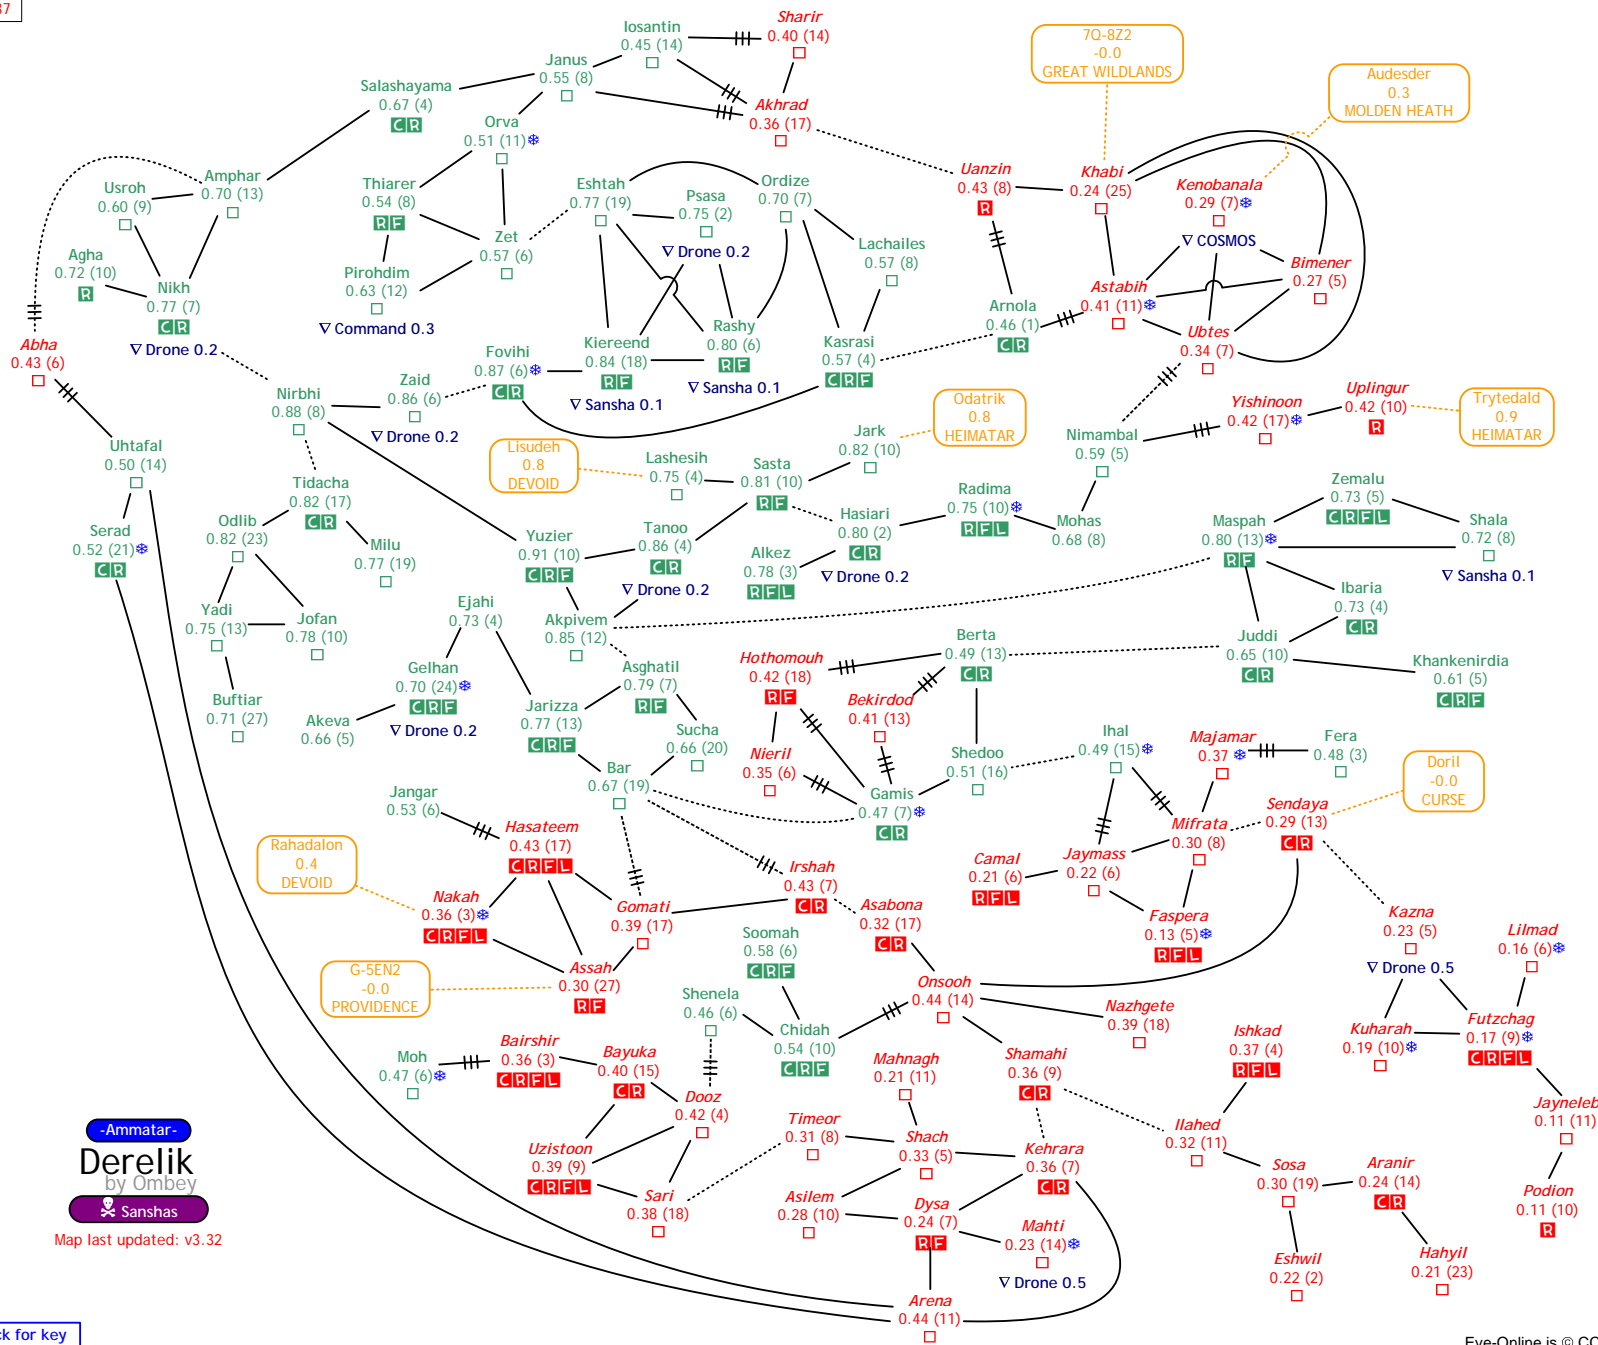 37
Iosantin
0.45 (14)
Sharir
0.40 (14)
7Q-8Z2
-0.0
GREAT WILDLANDS
Audesder
0.3
MOLDEN HEATH
Janus
0.55 (8)
Salashayama
0.67 (4)
C R
Akhrad
0.36 (17)
Orva
0.51 (11)
Uanzin
0.43 (8)
R
Khabi
0.24 (25)
Kenobanala
0.29 (7)
∇ COSMOS
Usroh
0.60 (9)
Amphar
0.70 (13)
Thiarer
0.54 (8)
R F
Eshtah
0.77 (19)
Psasa
0.75 (2)
∇ Drone 0.2
Ordize
0.70 (7)
Zet
0.57 (6)
Lachailes
0.57 (8)
Agha
0.72 (10)
R
Nikh
0.77 (7)
C R
∇ Drone 0.2
Pirohdim
0.63 (12)
∇ Command 0.3
Bimener
0.27 (5)
Astabih
0.41 (11)
Arnola
0.46 (1)
C R
Ubtes
0.34 (7)
Abha
0.43 (6)
Fovihi
0.87 (6)
C R
Kiereend
0.84 (18)
R F
∇ Sansha 0.1
Rashy
0.80 (6)
R F
∇ Sansha 0.1
Kasrasi
0.57 (4)
C R F
Nirbhi
0.88 (8)
Zaid
0.86 (6)
∇ Drone 0.2
Odatrik
0.8
HEIMATAR
Yishinoon
0.42 (17)
Uplingur
0.42 (10)
R
Trytedald
0.9
HEIMATAR
Uhtafal
0.50 (14)
Lisudeh
0.8
DEVOID
Lashesih
0.75 (4)
Sasta
0.81 (10)
R F
Jark
0.82 (10)
Nimambal
0.59 (5)
Tidacha
0.82 (17)
C R
Radima
0.75 (10)
R F L
Zemalu
0.73 (5)
C R F L
Serad
0.52 (21)
C R
Odlib
0.82 (23)
Milu
0.77 (19)
Yuzier
0.91 (10)
C R F
Tanoo
0.86 (4)
C R
∇ Drone 0.2
Hasiari
0.80 (2)
C R
∇ Drone 0.2
Mohas
0.68 (8)
Maspah
0.80 (13)
R F
Shala
0.72 (8)
∇ Sansha 0.1
Alkez
0.78 (3)
R F L
Ibaria
0.73 (4)
C R
Yadi
0.75 (13)
Jofan
0.78 (10)
Ejahi
0.73 (4)
Akpivem
0.85 (12)
Berta
0.49 (13)
C R
Juddi
0.65 (10)
C R
Khankenirdia
0.61 (5)
C R F
Gelhan
0.70 (24)
C R F
∇ Drone 0.2
Asghatil
0.79 (7)
R F
Hothomouh
0.42 (18)
R F
Bekirdod
0.41 (13)
Buftiar
0.71 (27)
Akeva
0.66 (5)
Jarizza
0.77 (13)
C R F
Sucha
0.66 (20)
Nieril
0.35 (6)
Shedoo
0.51 (16)
Ihal
0.49 (15)
Majamar
0.37
Fera
0.48 (3)
Doril
-0.0
CURSE
Bar
0.67 (19)
Gamis
0.47 (7)
C R
Jangar
0.53 (6)
Hasateem
0.43 (17)
C R F L
Mifrata
0.30 (8)
Sendaya
0.29 (13)
C R
Rahadalon
0.4
DEVOID
Irshah
0.43 (7)
C R
Camal
0.21 (6)
R F L
Jaymass
0.22 (6)
Nakah
0.36 (3)
C R F L
Gomati
0.39 (17)
Asabona
0.32 (17)
C R
Faspera
0.13 (5)
R F L
Kazna
0.23 (5)
∇ Drone 0.5
Lilmad
0.16 (6)
Soomah
0.58 (6)
C R F
G-5EN2
-0.0
PROVIDENCE
Assah
0.30 (27)
R F
Onsooh
0.44 (14)
Shenela
0.46 (6)
Nazhgete
0.39 (18)
Chidah
0.54 (10)
C R F
Kuharah
0.19 (10)
Futzchag
0.17 (9)
C R F L
Ishkad
0.37 (4)
R F L
Moh
0.47 (6)
Bairshir
0.36 (3)
C R F L
Bayuka
0.40 (15)
C R
Mahnagh
0.21 (11)
Shamahi
0.36 (9)
C R
Dooz
0.42 (4)
Jayneleb
0.11 (11)
Timeor
0.31 (8)
Ilahed
0.32 (11)
-Ammatar-
Derelik
by Ombey
Sanshas
Map last updated: v3.32
Uzistoon
0.39 (9)
C R F L
Shach
0.33 (5)
Kehrara
0.36 (7)
C R
Sosa
0.30 (19)
Aranir
0.24 (14)
C R
Sari
0.38 (18)
Asilem
0.28 (10)
Dysa
0.24 (7)
R F
Podion
0.11 (10)
R
Mahti
0.23 (14)
∇ Drone 0.5
Eshwil
0.22 (2)
Hahyil
0.21 (23)
Arena
0.44 (11)
ck for key
Eve-Online is © CC